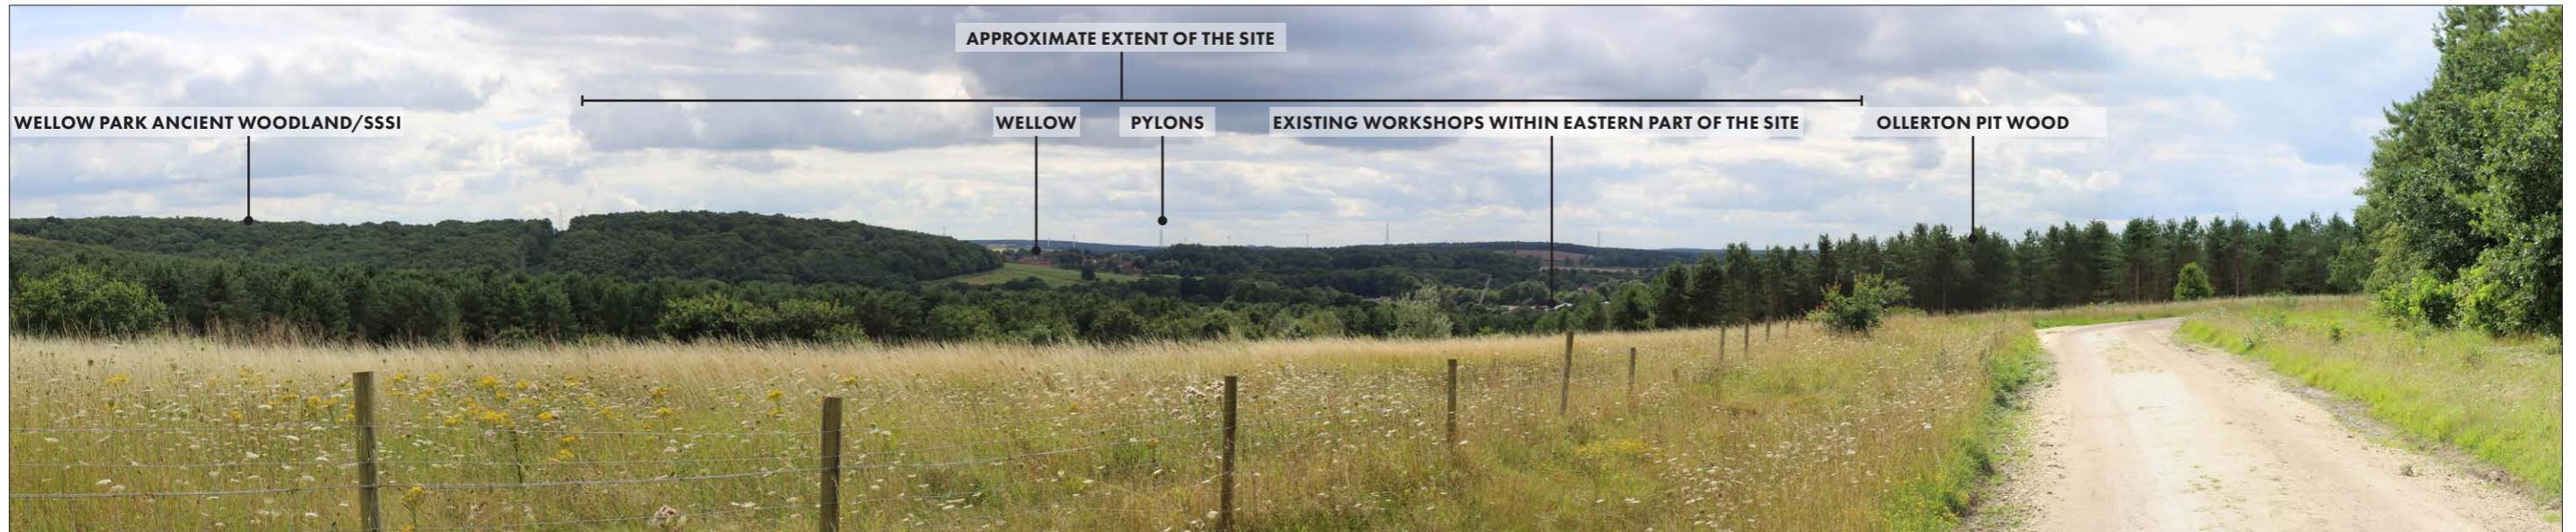 APPROXIMATE EXTENT OF THE SITE
WELLOW PARK ANCIENT WOODLAND/SSSI
WELLOW
PYLONS
EXISTING WORKSHOPS WITHIN EASTERN PART OF THE SITE
OLLERTON PIT WOOD